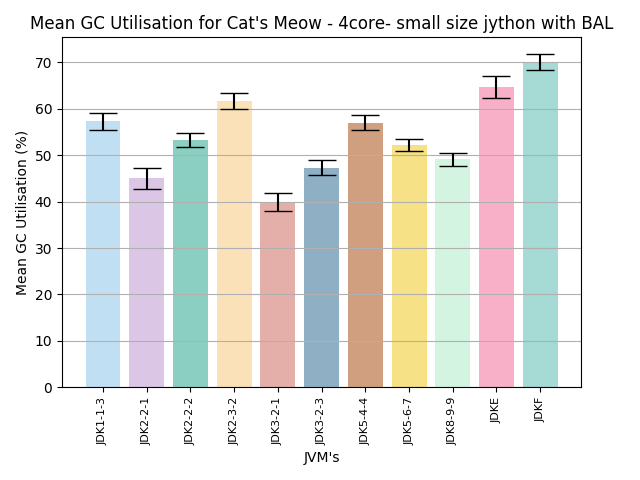 Mean GC Utilisation for Cat's Meow - 4core- small size jython with BAL
Mean GC Utilisation (%)
70
60
50
40
30
20
10
0
JDK1-1-3
JDK2-2-1
JDK2-2-2
JDK2-3-2
JDK3-2-1
JDK3-2-3
JDK5-4-4
JDK5-6-7
JDK8-9-9
JDKE
JDKF
JVM's